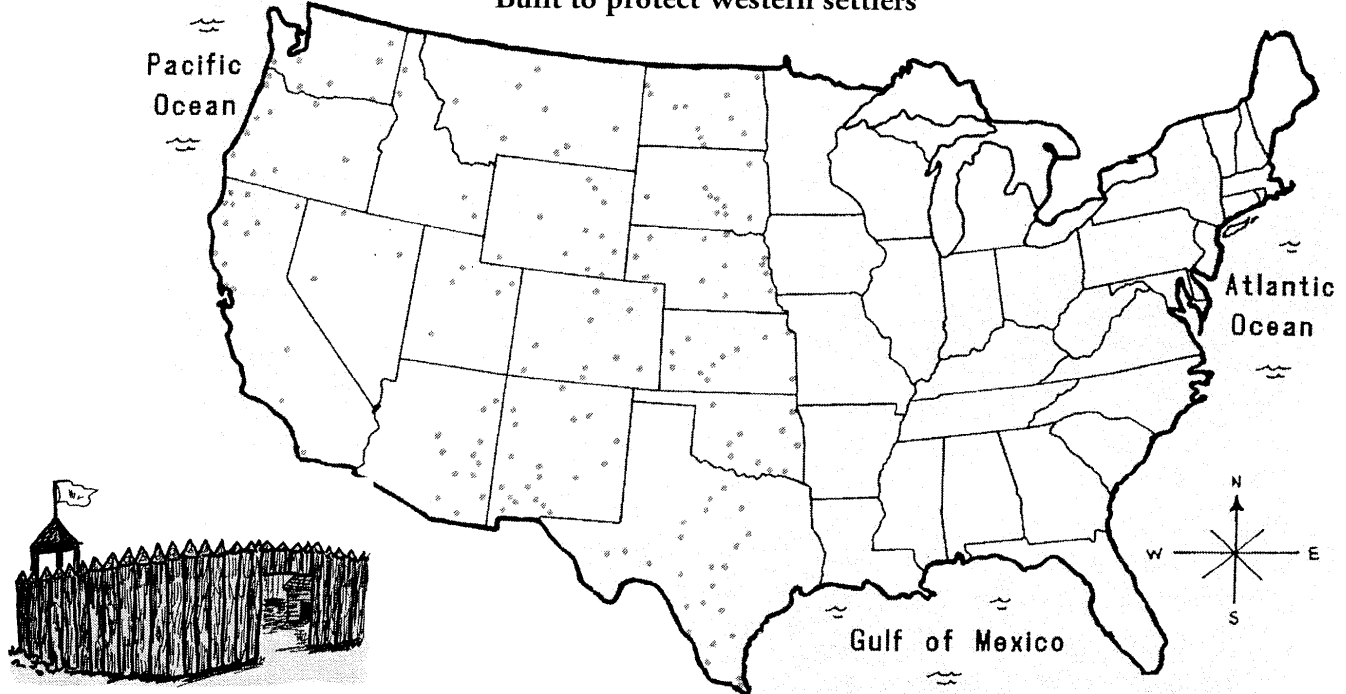 Built to protect western settlers
Pacific
Ocean
Atlantic
Ocean
N
W E
S
Gulf of Mexico